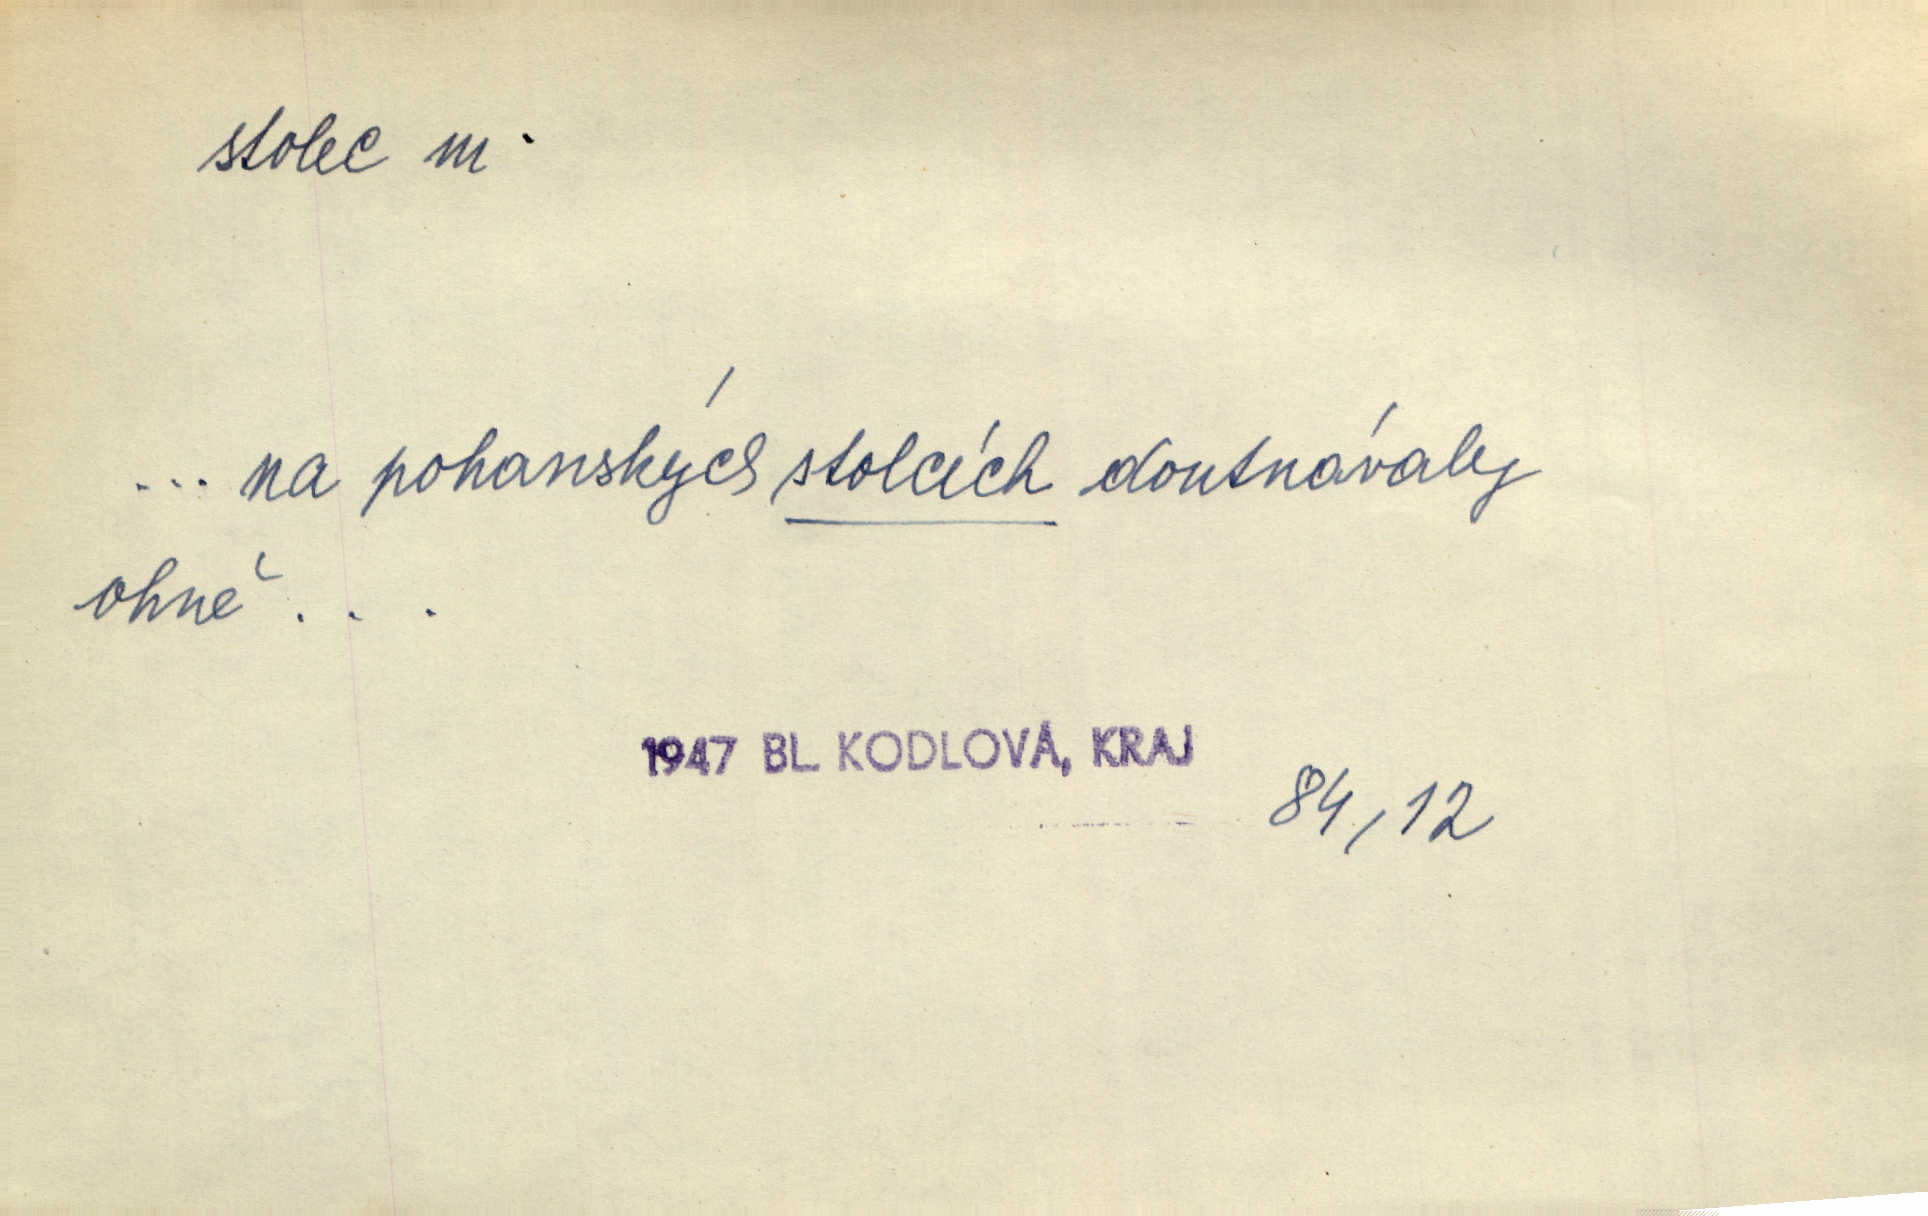 stolec m.
... na pohanských stolcích doutnávaly
ohně . . .
1947 BL. KODLOVÁ, KRAJ
84, 12